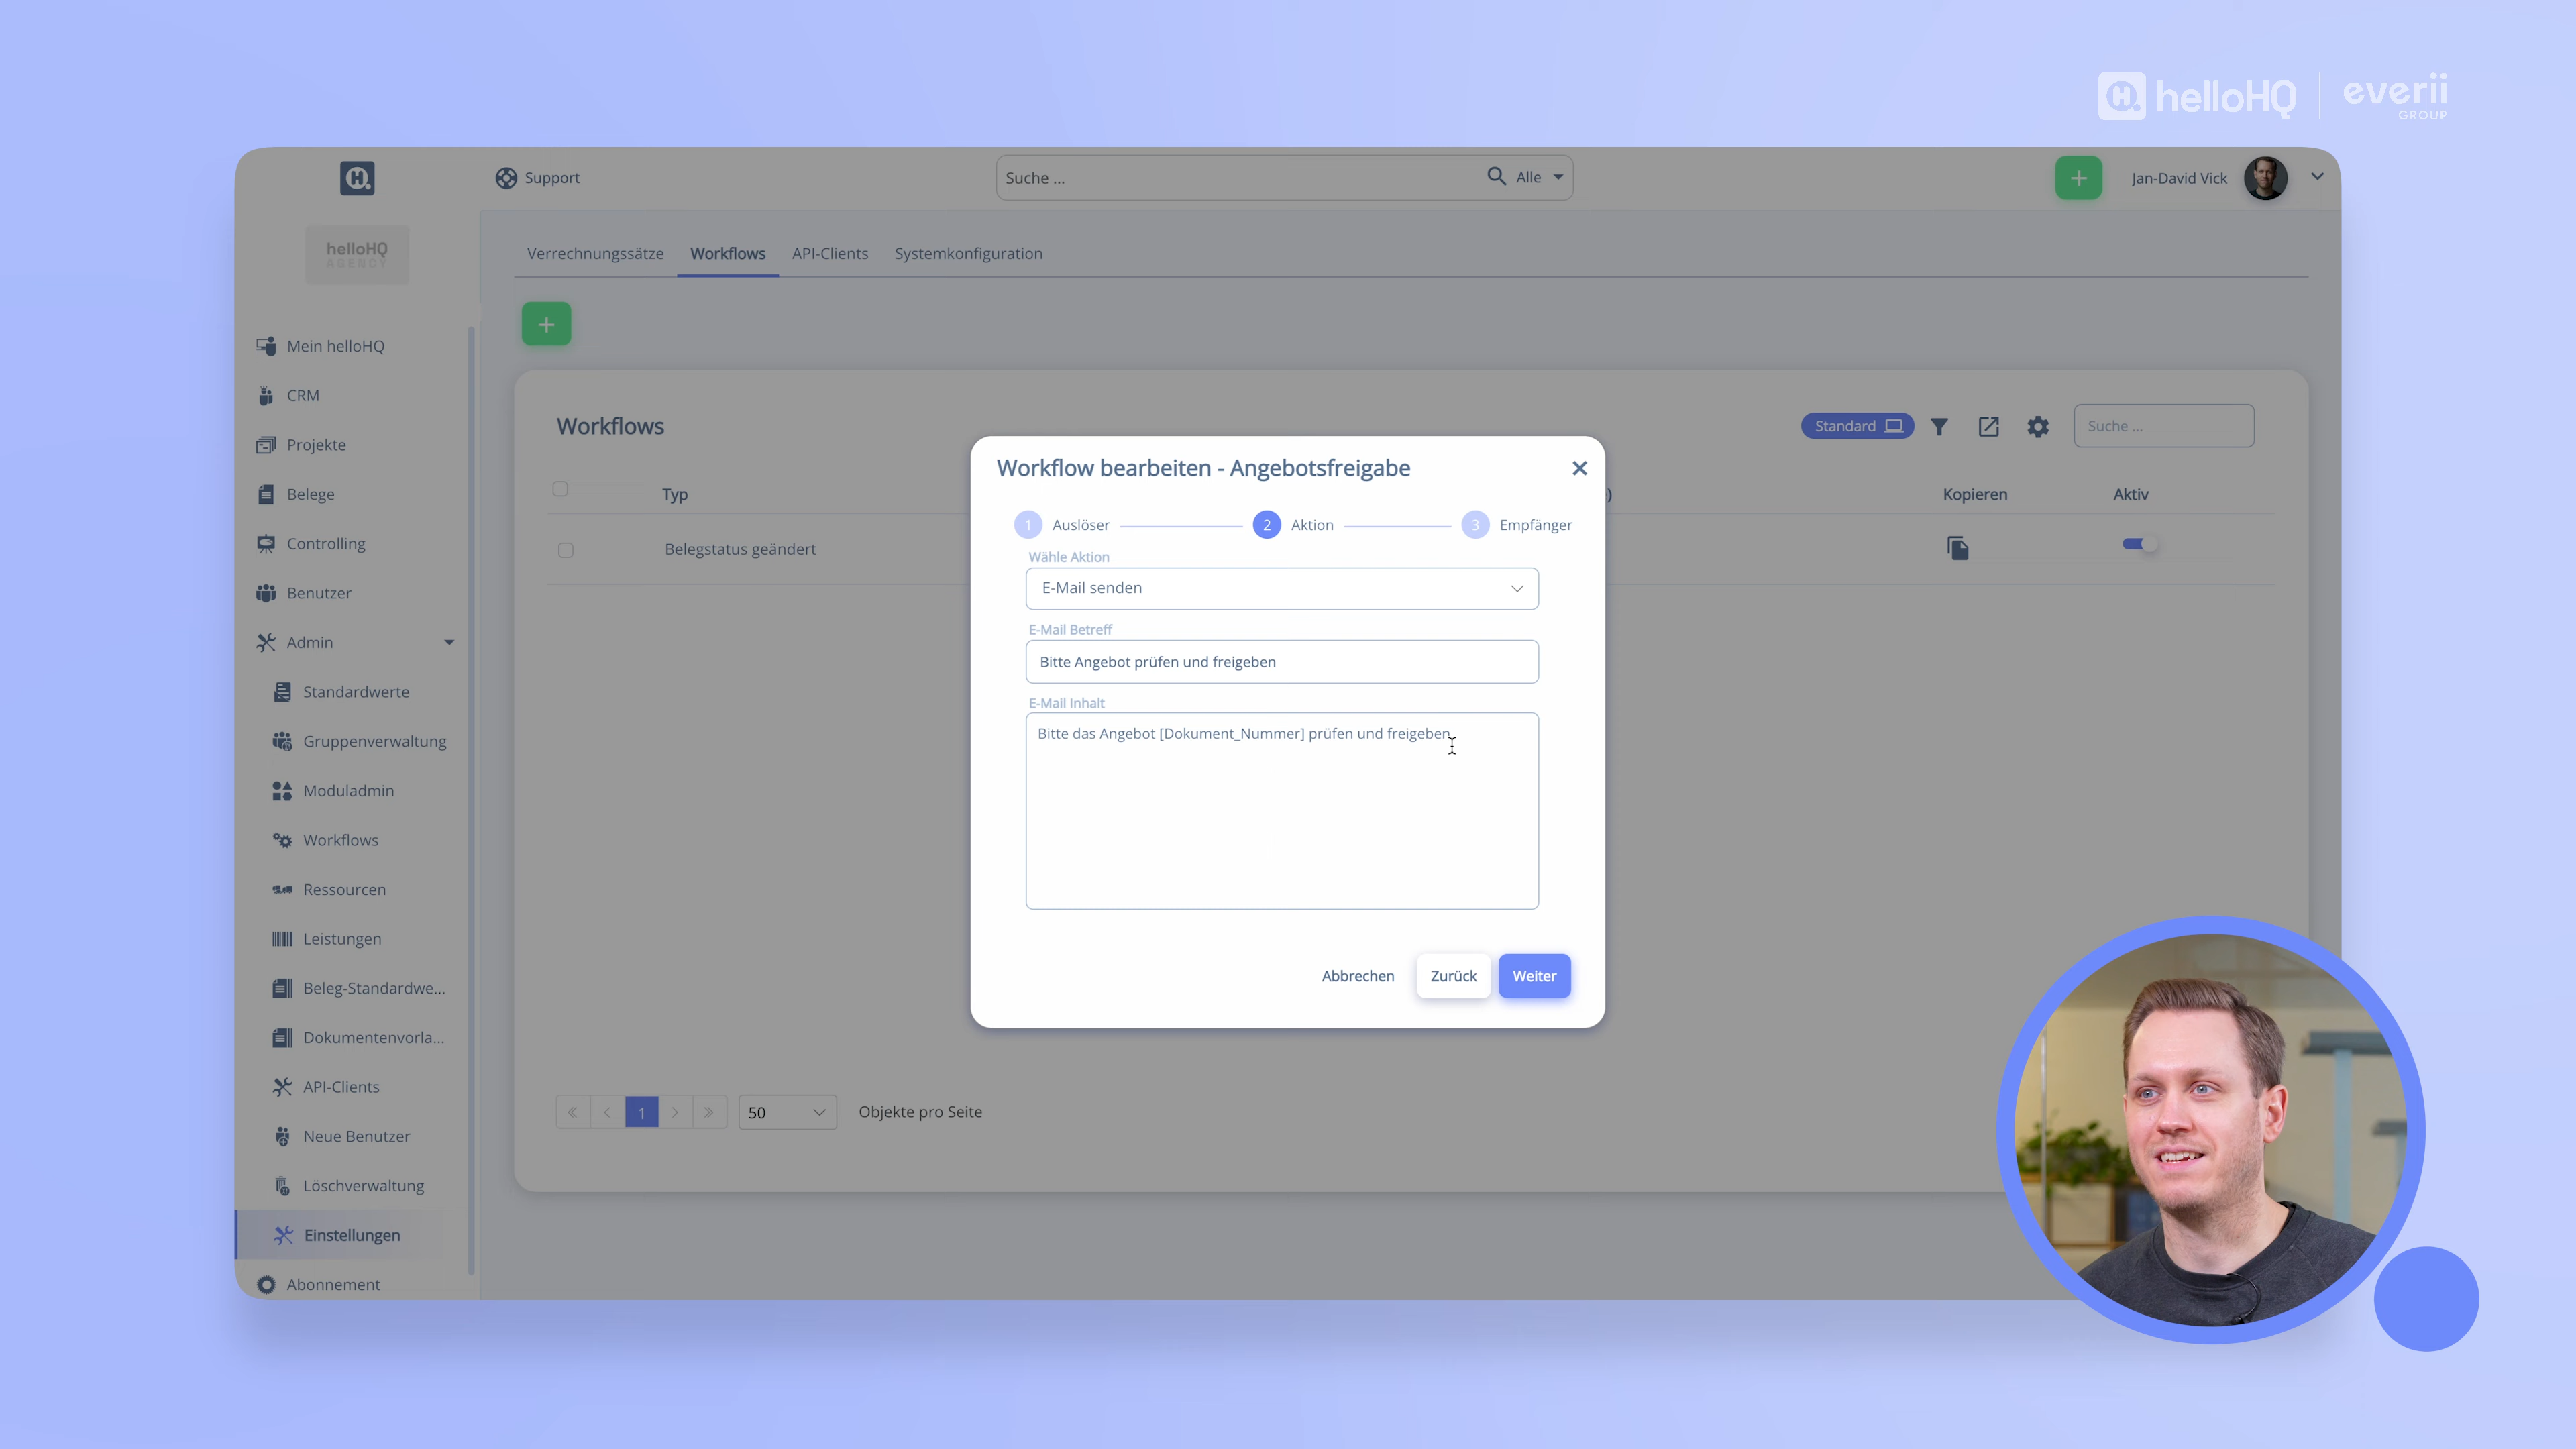 helloHQ
everii
GROUP
Support
Suche ...
Alle
Jan-David Vick
helloHQ
AGENCY
Mein helloHQ
CRM
Projekte
Belege
Controlling
Benutzer
Admin
Standardwerte
Gruppenverwaltung
Moduladmin
Workflows
Ressourcen
Leistungen
Beleg-Standardwe...
Dokumentenvorla...
API-Clients
Neue Benutzer
Löschverwaltung
Einstellungen
Abonnement
Verrechnungssätze
Workflows
API-Clients
Systemkonfiguration
Workflows
Standard
Suche ...
Typ
Kopieren
Aktiv
Belegstatus geändert
Workflow bearbeiten - Angebotsfreigabe
1 Auslöser
2 Aktion
3 Empfänger
Wähle Aktion
E-Mail senden
E-Mail Betreff
Bitte Angebot prüfen und freigeben
E-Mail Inhalt
Bitte das Angebot [Dokument_Nummer] prüfen und freigeben.
Abbrechen
Zurück
Weiter
1
50
Objekte pro Seite